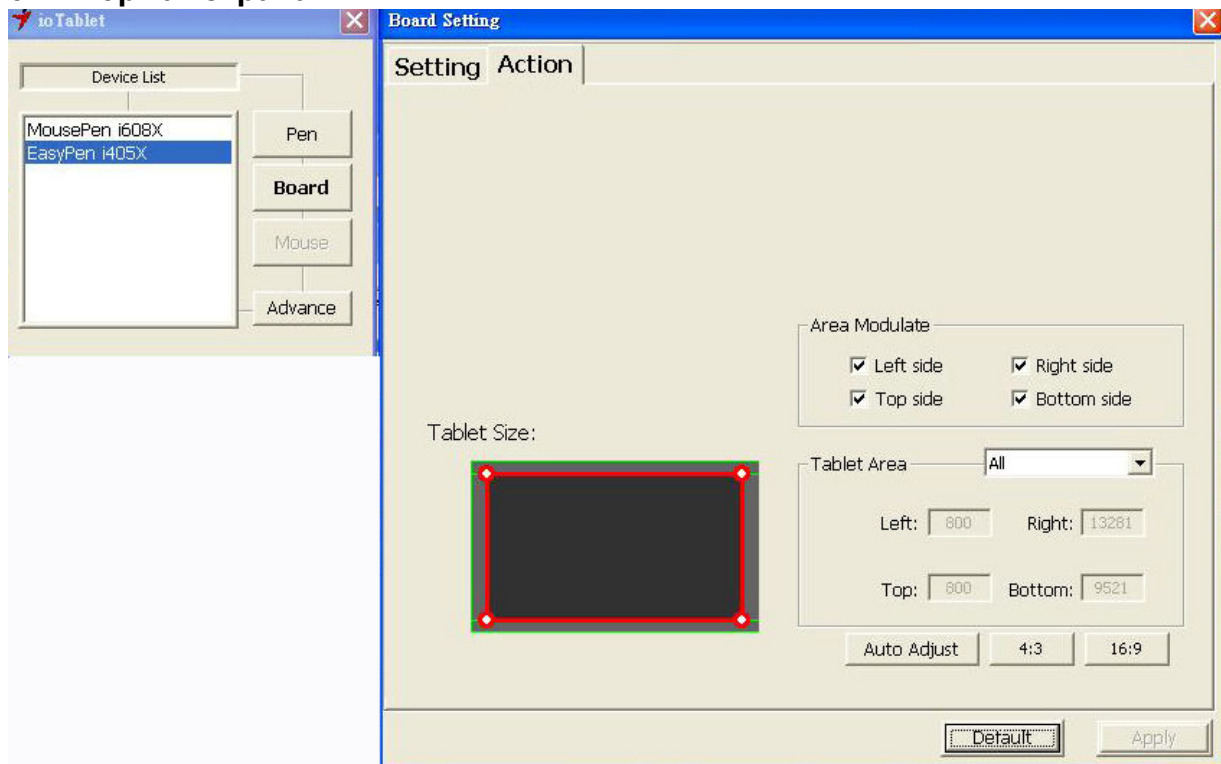 ioTablet
Device List
MousePen i608X
EasyPen i405X
Pen
Board
Mouse
Advance
Board Setting
Setting Action
Area Modulate
Left side Right side
Top side Bottom side
Tablet Size:
Tablet Area All
Left: 800 Right: 13281
Top: 800 Bottom: 9521
Auto Adjust 4:3 16:9
Default Apply